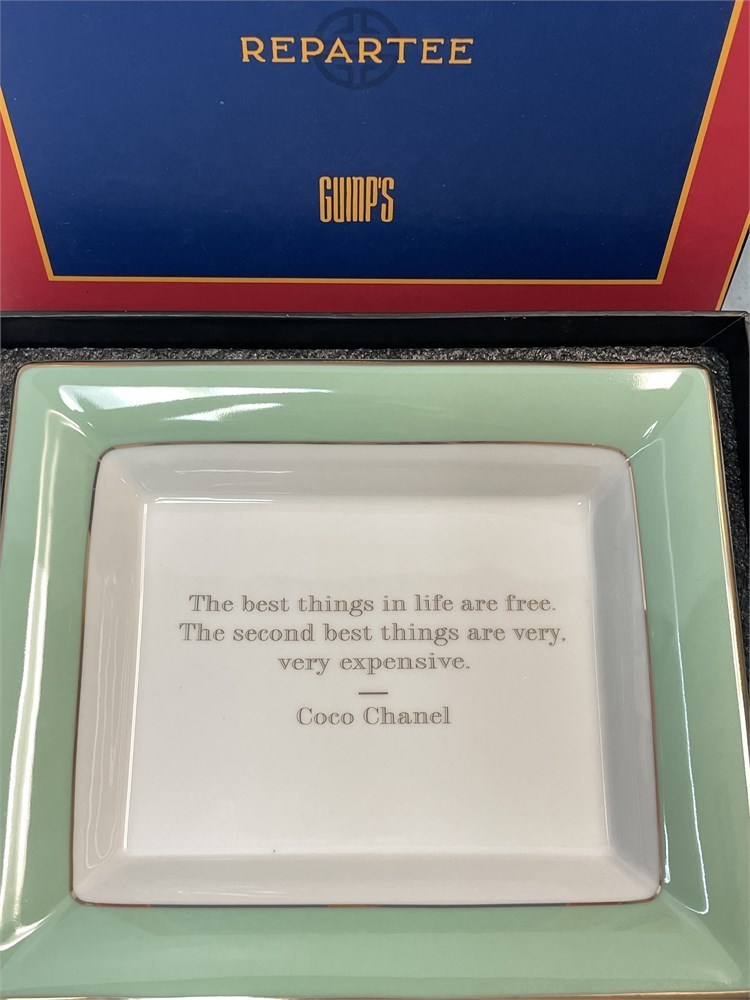 REPARTEE
GUMP'S
The best things in life are free.
The second best things are very,
very expensive.
Coco Chanel